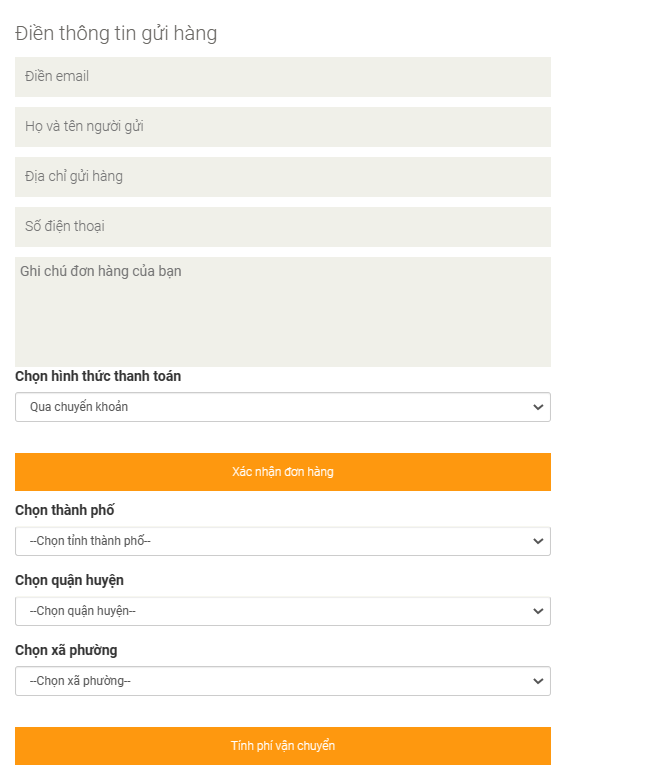 Điền thông tin gửi hàng
Điền email
Họ và tên người gửi
Địa chỉ gửi hàng
Số điện thoại
Ghi chú đơn hàng của bạn
Chọn hình thức thanh toán
Qua chuyển khoản
Xác nhận đơn hàng
Chọn thành phố
--Chọn tỉnh thành phố--
Chọn quận huyện
--Chọn quận huyện--
Chọn xã phường
--Chọn xã phường--
Tính phí vận chuyển